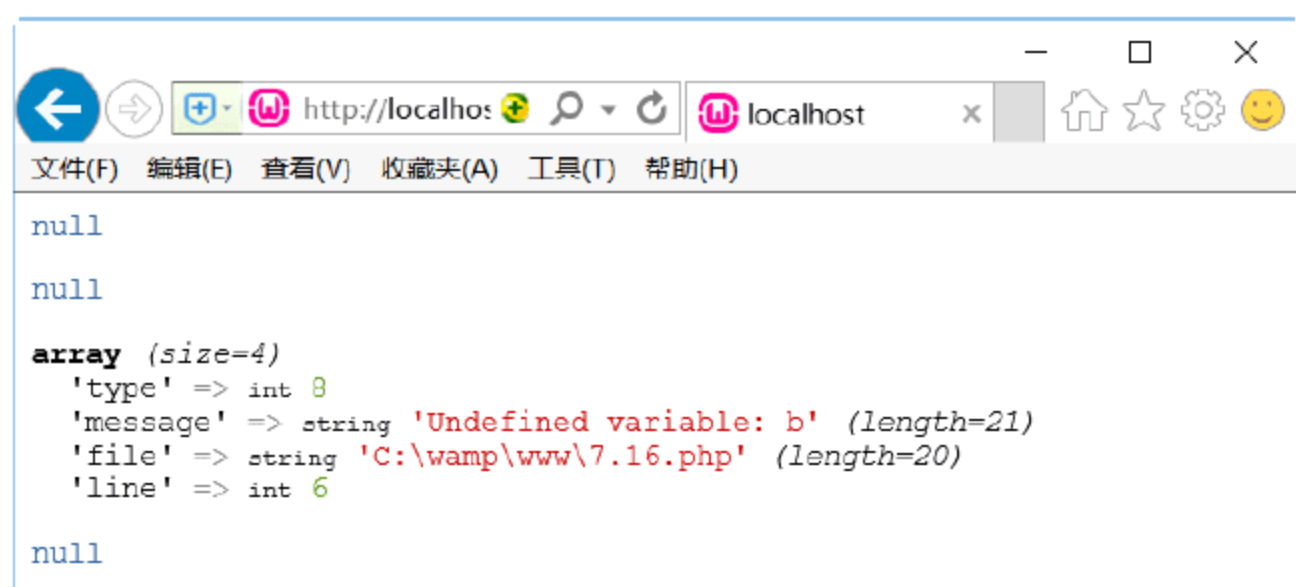 http://localhos
localhost
文件(F) 编辑(E) 查看(V) 收藏夹(A) 工具(T) 帮助(H)
null
null
array (size=4)
'type' => int 8
'message' => string 'Undefined variable: b' (length=21)
'file' => string 'C:\wamp\www\7.16.php' (length=20)
'line' => int 6
null